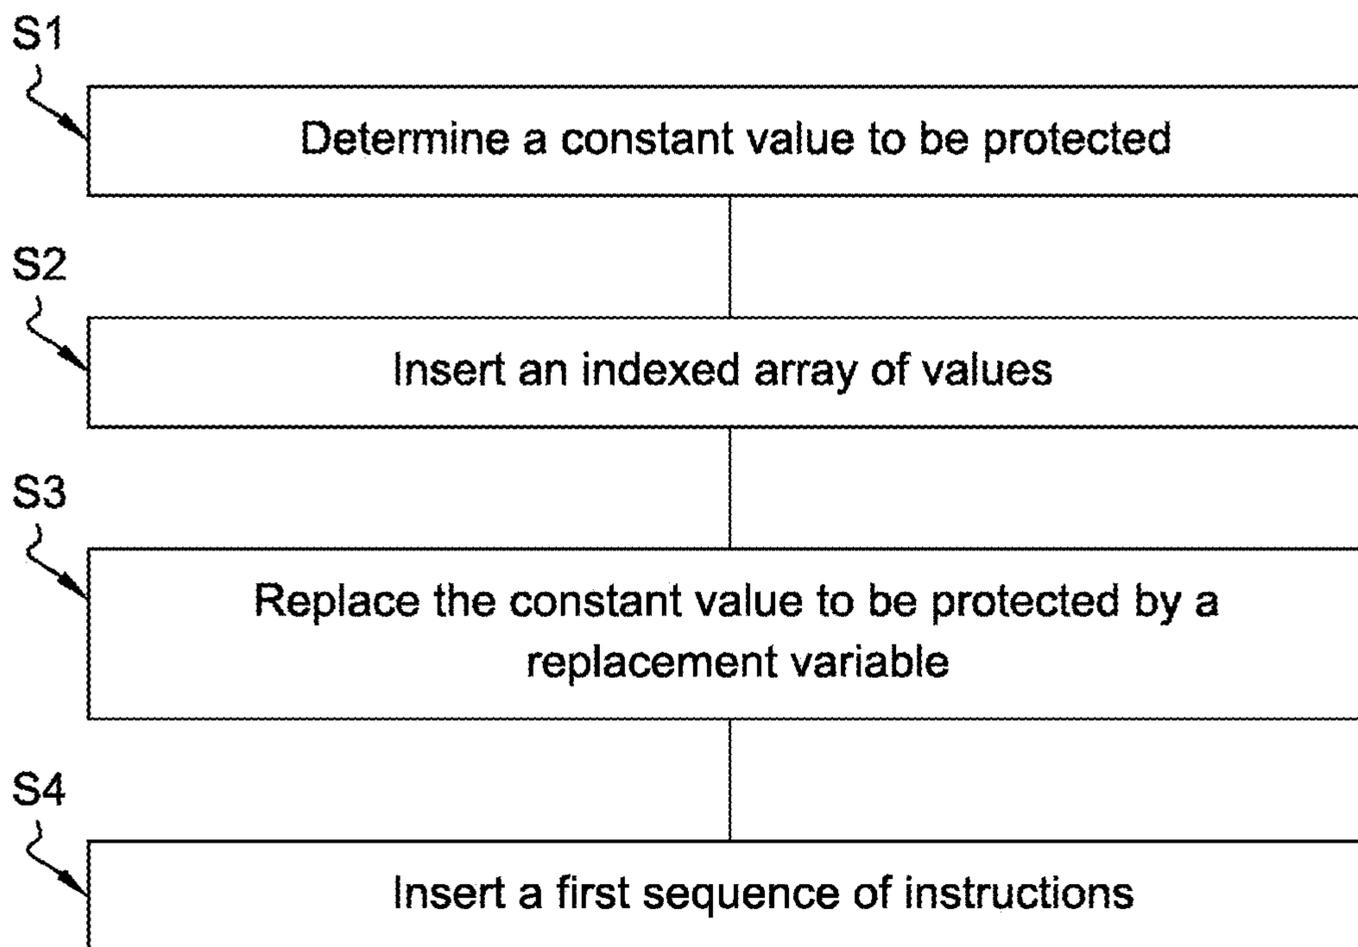 S1
Determine a constant value to be protected
S2
Insert an indexed array of values
S3
Replace the constant value to be protected by a
replacement variable
S4
Insert a first sequence of instructions